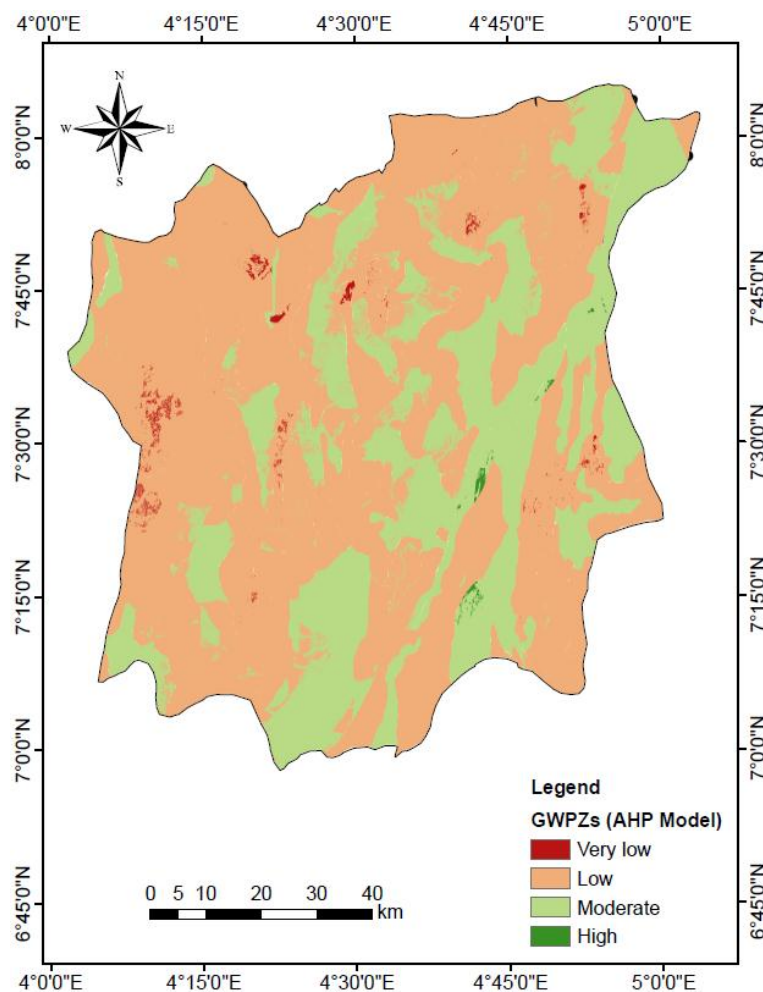 4°0'0"E 4°15'0"E 4°30'0"E 4°45'0"E 5°0'0"E
N
W E
S
8°0'0"N 8°0'0"N
7°45'0"N 7°45'0"N
7°30'0"N 7°30'0"N
7°15'0"N 7°15'0"N
7°0'0"N 7°0'0"N
Legend
GWPZs (AHP Model)
Very low
Low
Moderate
High
0 5 10 20 30 40
km
6°45'0"N 6°45'0"N
4°0'0"E 4°15'0"E 4°30'0"E 4°45'0"E 5°0'0"E